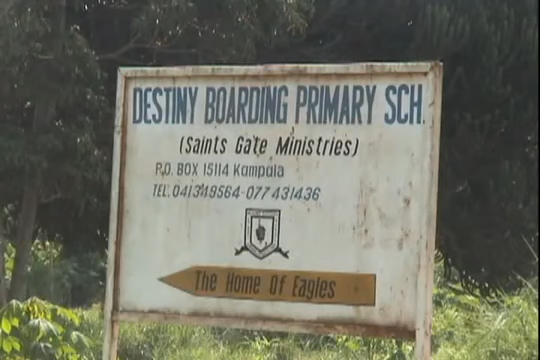 DESTINY BOARDING PRIMARY SCH.
(Saints Gate Ministries)
P.O. BOX 15114 Kampala
TEL. 041349564-077431436
The Home Of Eagles